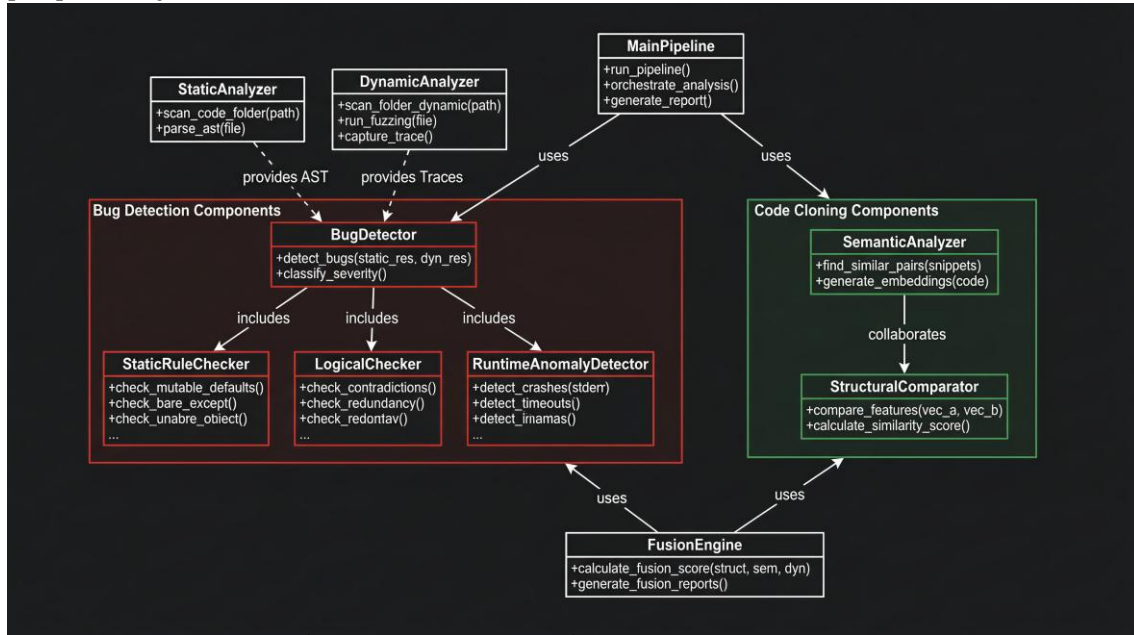 MainPipeline
+run_pipeline()
+orchestrate_analysis()
+generate_report()
StaticAnalyzer
+scan_code_folder(path)
+parse_ast(file)
DynamicAnalyzer
+scan_folder_dynamic(path)
+run_fuzzing(file)
+capture_trace()
provides AST
provides Traces
uses
uses
Bug Detection Components
BugDetector
+detect_bugs(static_res, dyn_res)
+classify_severity()
includes
includes
includes
StaticRuleChecker
+check_mutable_defaults()
+check_bare_except()
+check_unabre_obiect()
...
LogicalChecker
+check_contradictions()
+check_redundancy()
+check_redontav()
...
RuntimeAnomalyDetector
+detect_crashes(stderr)
+detect_timeouts()
+detect_imamas()
...
Code Cloning Components
SemanticAnalyzer
+find_similar_pairs(snippets)
+generate_embeddings(code)
collaborates
StructuralComparator
+compare_features(vec_a, vec_b)
+calculate_similarity_score()
uses
uses
FusionEngine
+calculate_fusion_score(struct, sem, dyn)
+generate_fusion_reports()